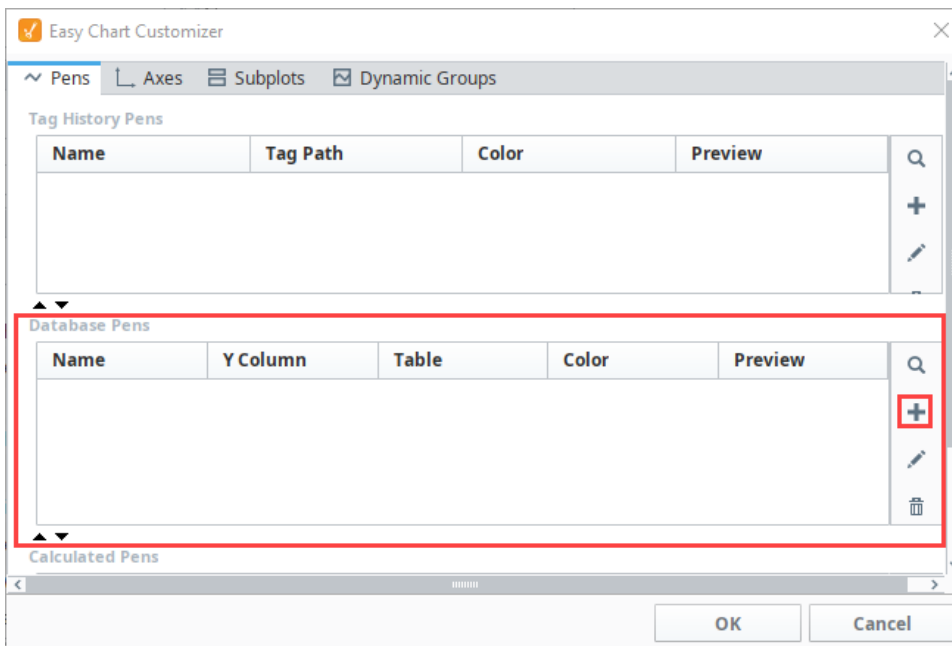 Easy Chart Customizer
Pens Axes Subplots Dynamic Groups
Tag History Pens
Name Tag Path Color Preview
Database Pens
Name Y Column Table Color Preview
Calculated Pens
OK Cancel